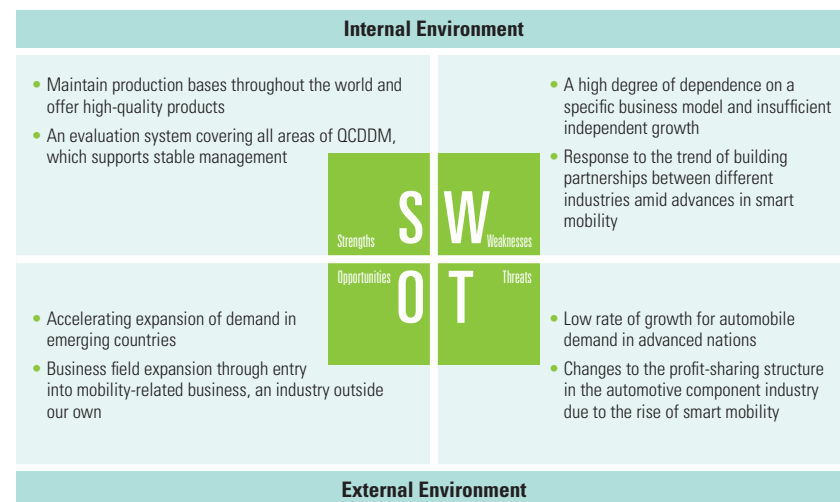 Internal Environment
• Maintain production bases throughout the world and
offer high-quality products
• An evaluation system covering all areas of QCDDM,
which supports stable management
• A high degree of dependence on a
specific business model and insufficient
independent growth
• Response to the trend of building
partnerships between different
industries amid advances in smart
mobility
Strengths S
W Weaknesses
Opportunities O
T Threats
• Accelerating expansion of demand in
emerging countries
• Business field expansion through entry
into mobility-related business, an industry outside
our own
• Low rate of growth for automobile
demand in advanced nations
• Changes to the profit-sharing structure
in the automotive component industry
due to the rise of smart mobility
External Environment